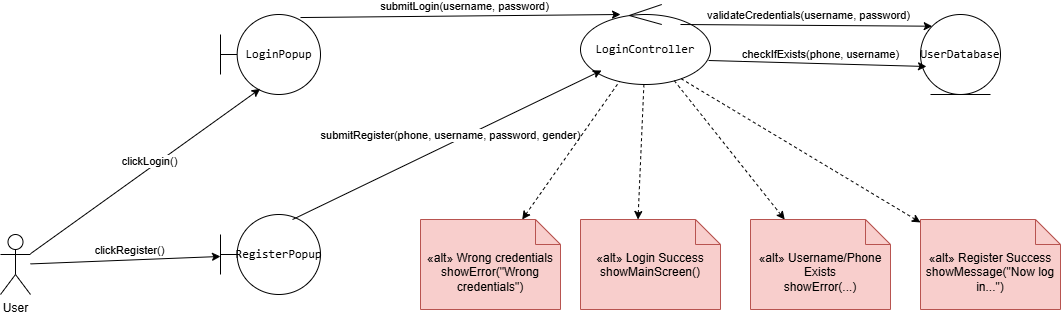 submitLogin(username, password)
validateCredentials(username, password)
LoginPopup
LoginController
UserDatabase
checkIfExists(phone, username)
submitRegister(phone, username, password, gender)
clickLogin()
clickRegister()
RegisterPopup
User
«alt» Wrong credentials
showError("Wrong
credentials")
«alt» Login Success
showMainScreen()
«alt» Username/Phone
Exists
showError(...)
«alt» Register Success
showMessage("Now log
in...")